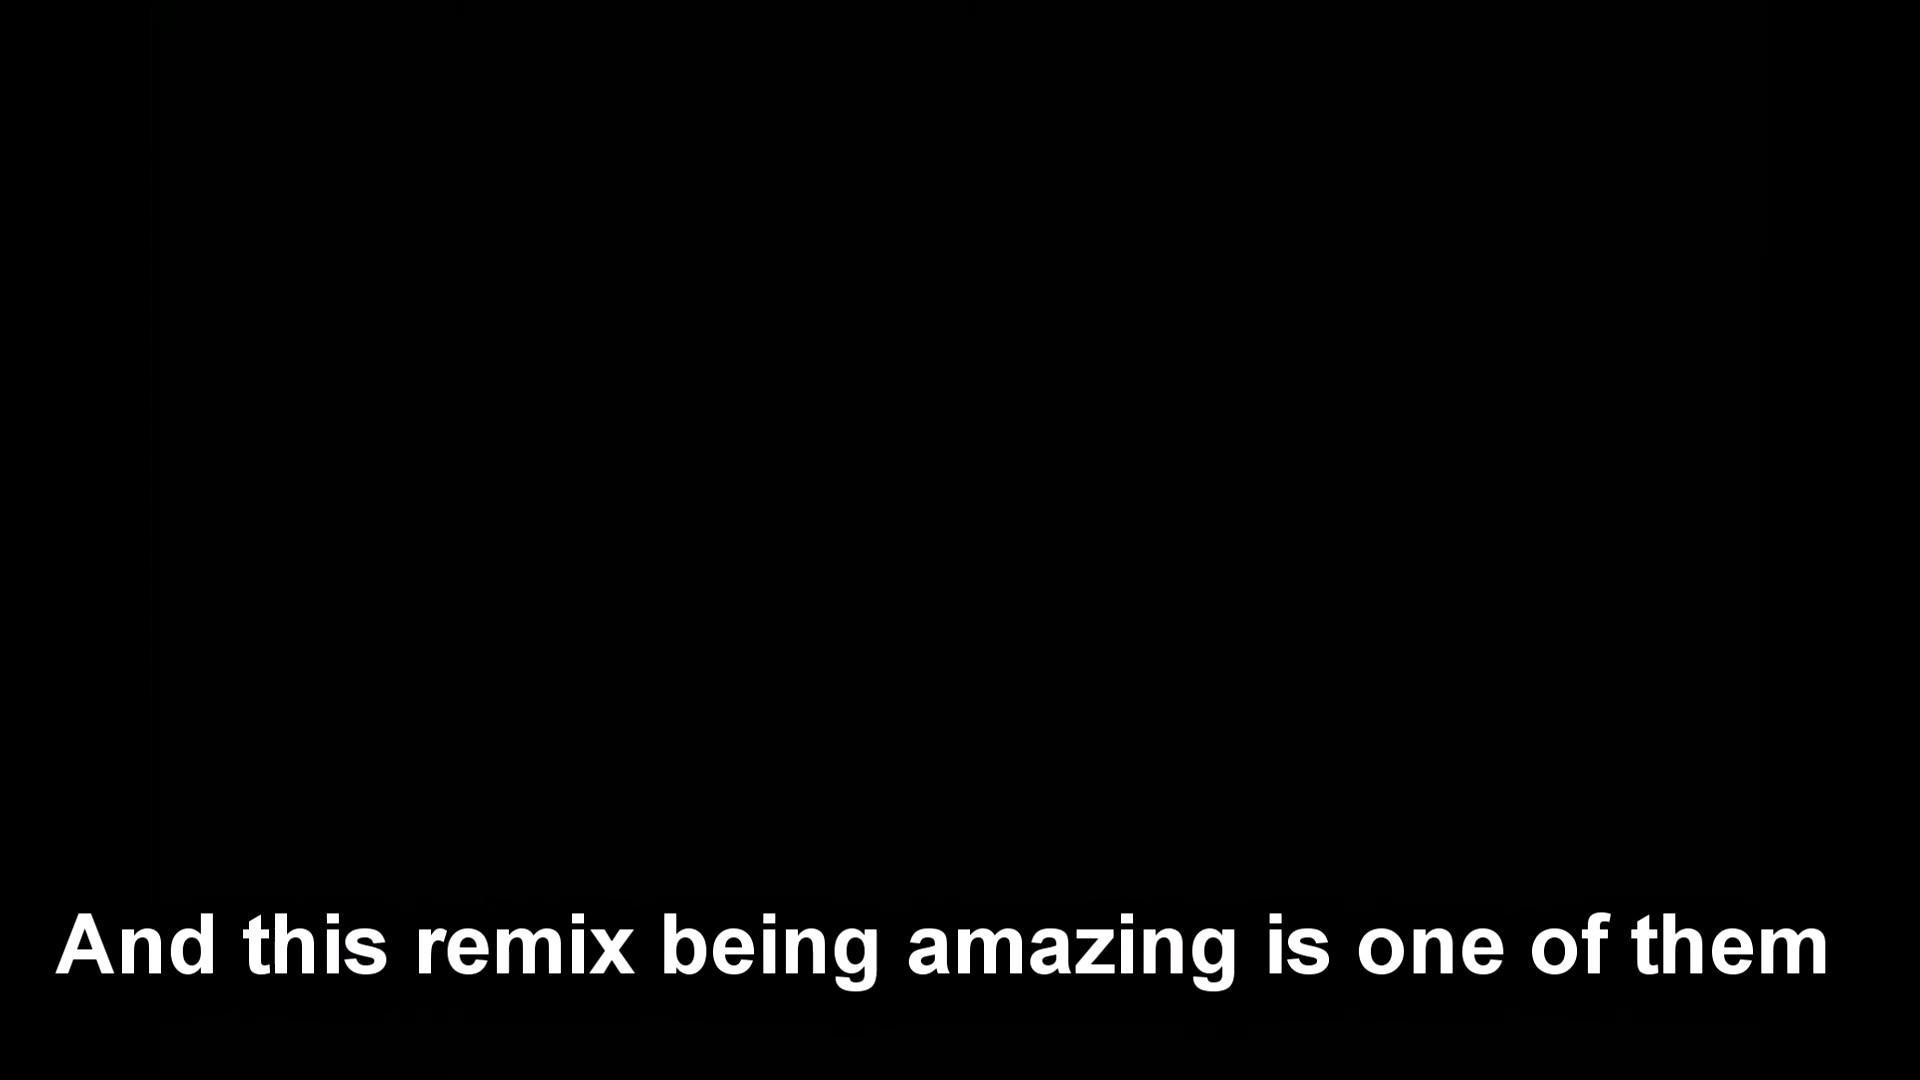 And this remix being amazing is one of them